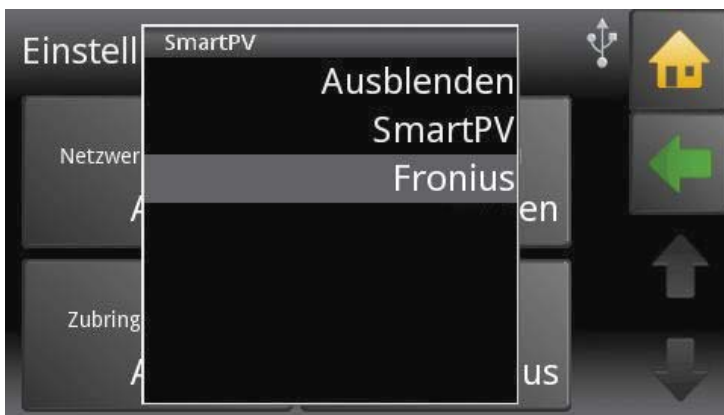 Einstell
SmartPV
Ausblenden
SmartPV
Fronius
Netzwer
A
en
Zubring
A
us